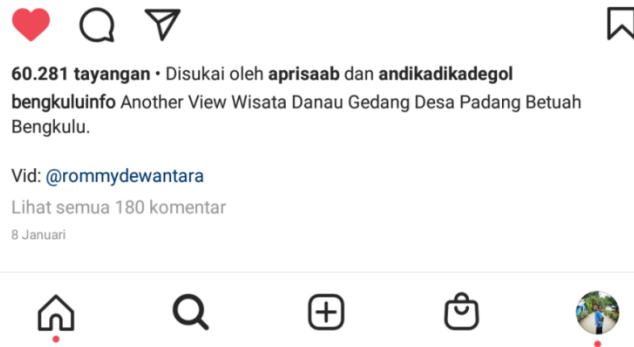 60.281 tayangan • Disukai oleh aprisaab dan andikadikadegol
bengkuluinfo Another View Wisata Danau Gedang Desa Padang Betuah
Bengkulu.
Vid: @rommydewantara
Lihat semua 180 komentar
8 Januari